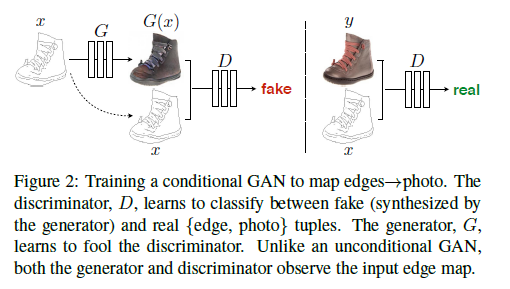 x
G
G(x)
D
fake
x
y
D
real
x
Figure 2: Training a conditional GAN to map edges→photo. The
discriminator, D, learns to classify between fake (synthesized by
the generator) and real {edge, photo} tuples. The generator, G,
learns to fool the discriminator. Unlike an unconditional GAN,
both the generator and discriminator observe the input edge map.